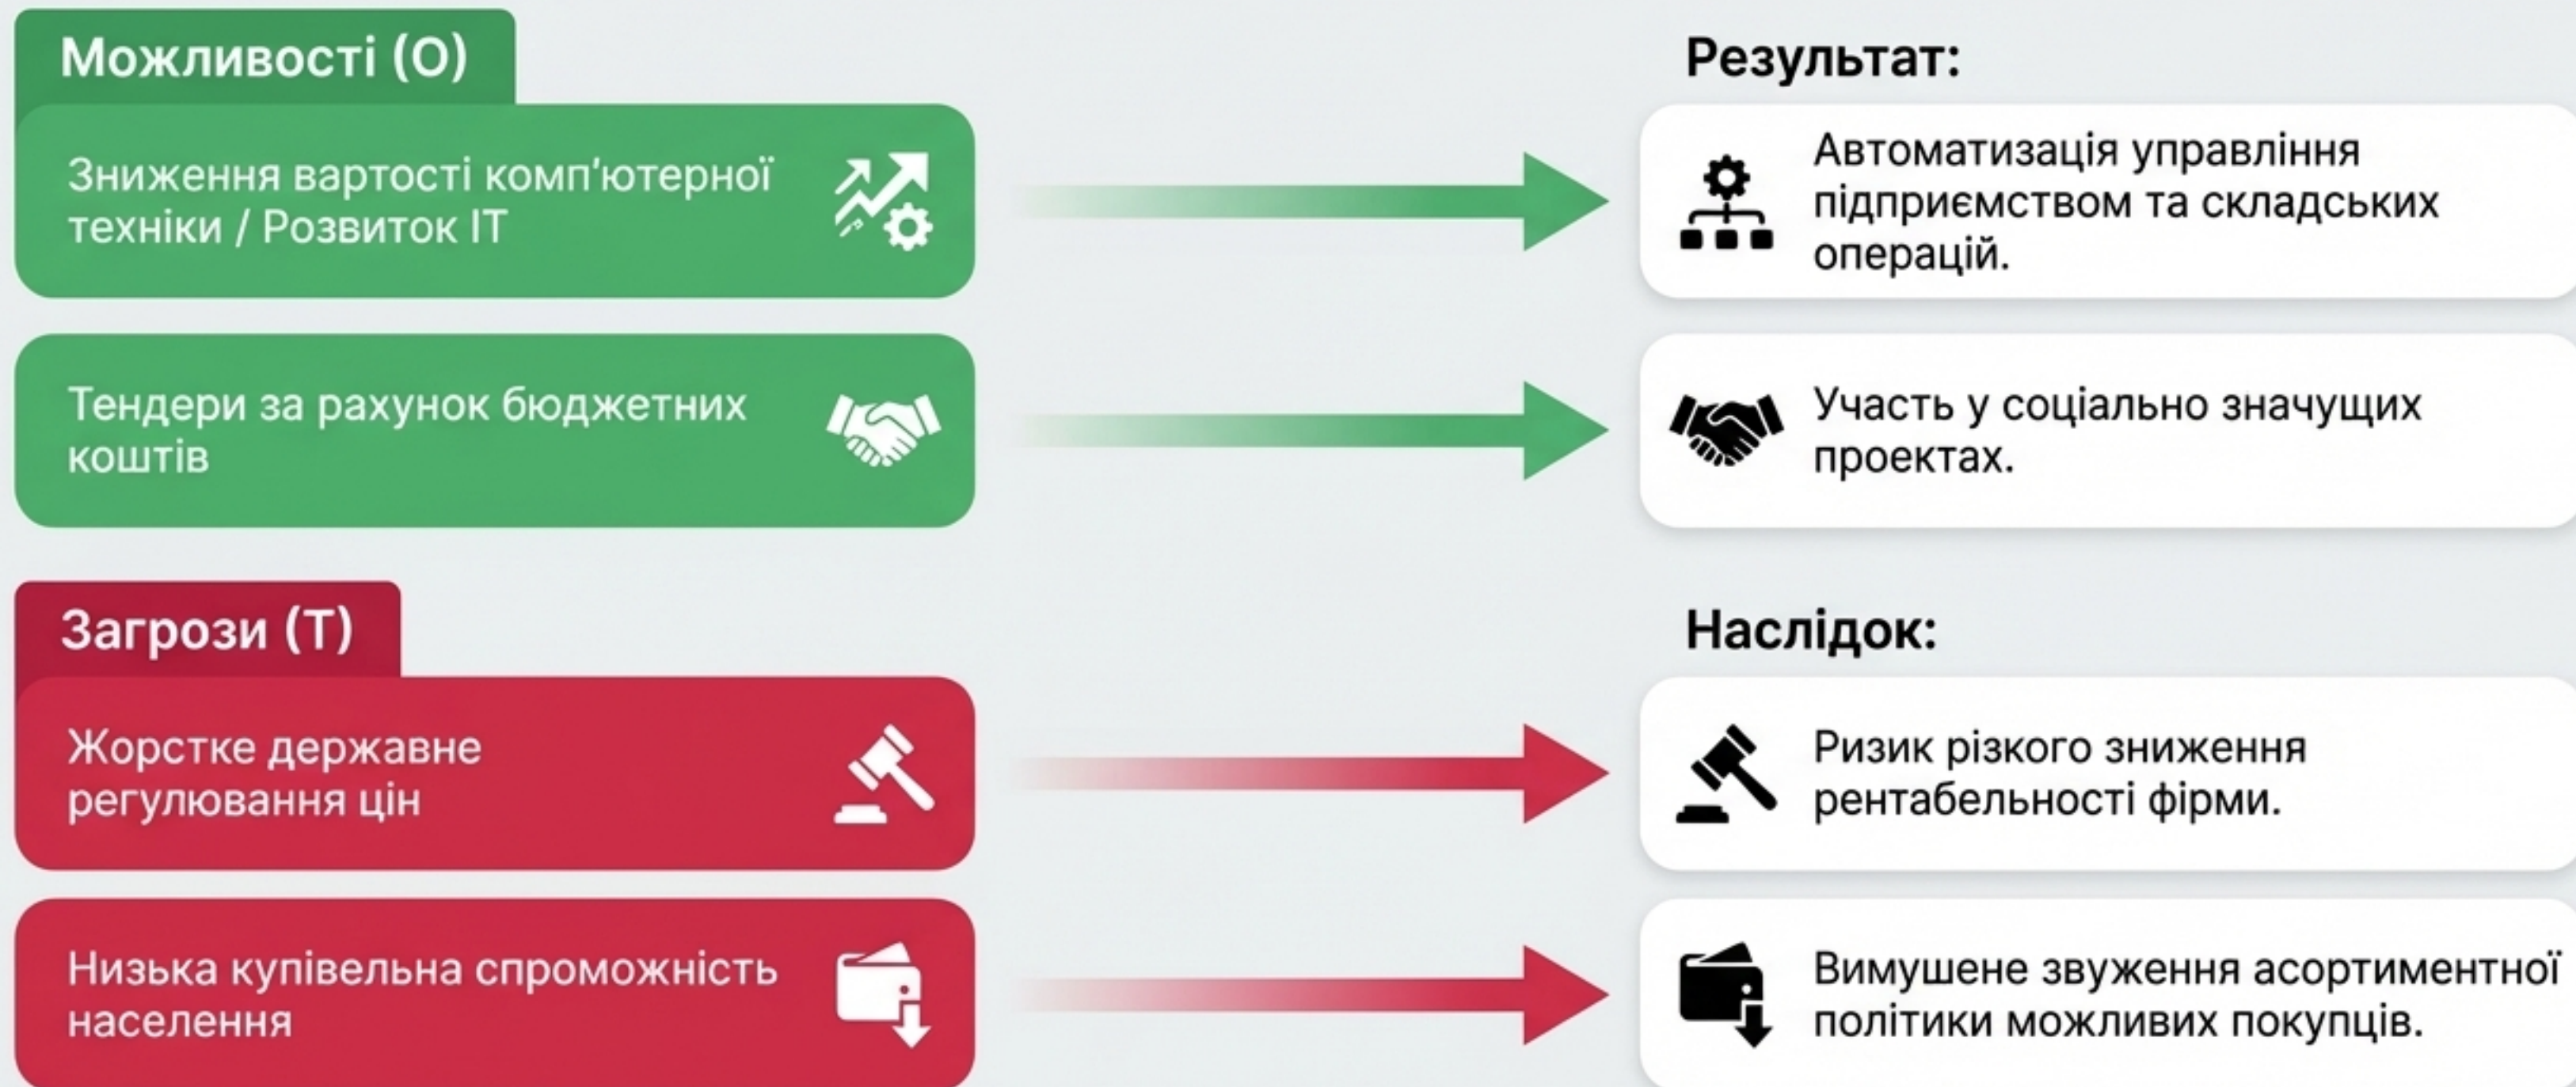 Можливості (O)
Результат:
Зниження вартості комп’ютерної
техніки / Розвиток ІТ
Автоматизація управління
підприємством та складських
операцій.
Тендери за рахунок бюджетних
коштів
Участь у соціально значущих
проектах.
Загрози (T)
Наслідок:
Жорстке державне
регулювання цін
Ризик різкого зниження
рентабельності фірми.
Низька купівельна спроможність
населення
Вимушене звуження асортиментної
політики можливих покупців.